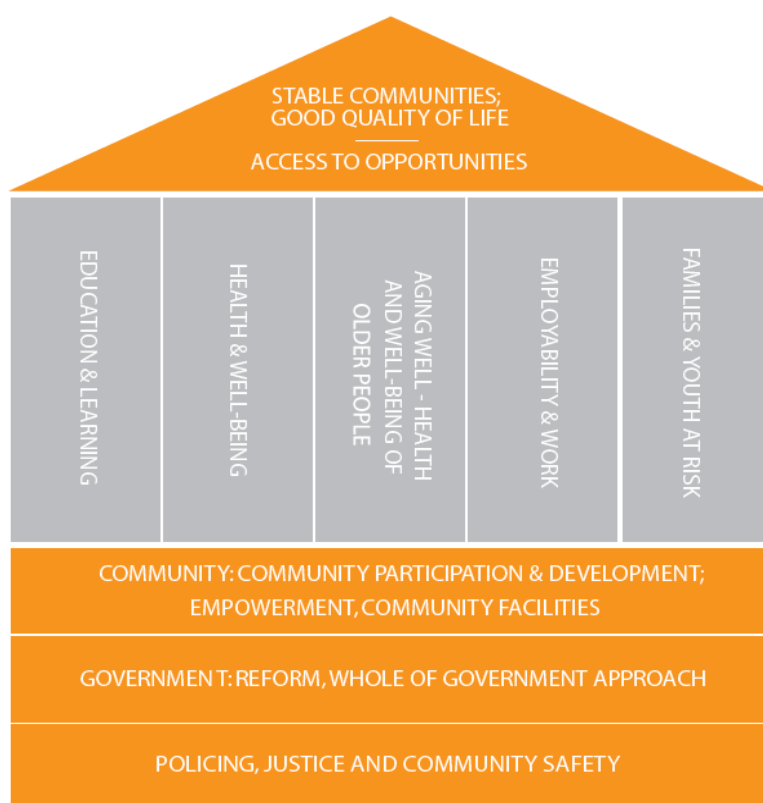 STABLE COMMUNITIES;
GOOD QUALITY OF LIFE
ACCESS TO OPPORTUNITIES
EDUCATION & LEARNING
HEALTH & WELL-BEING
AGING WELL - HEALTH
AND WELL-BEING OF
OLDER PEOPLE
EMPLOYABILITY & WORK
FAMILIES & YOUTH AT RISK
COMMUNITY: COMMUNITY PARTICIPATION & DEVELOPMENT;
EMPOWERMENT, COMMUNITY FACILITIES
GOVERNMENT: REFORM, WHOLE OF GOVERNMENT APPROACH
POLICING, JUSTICE AND COMMUNITY SAFETY